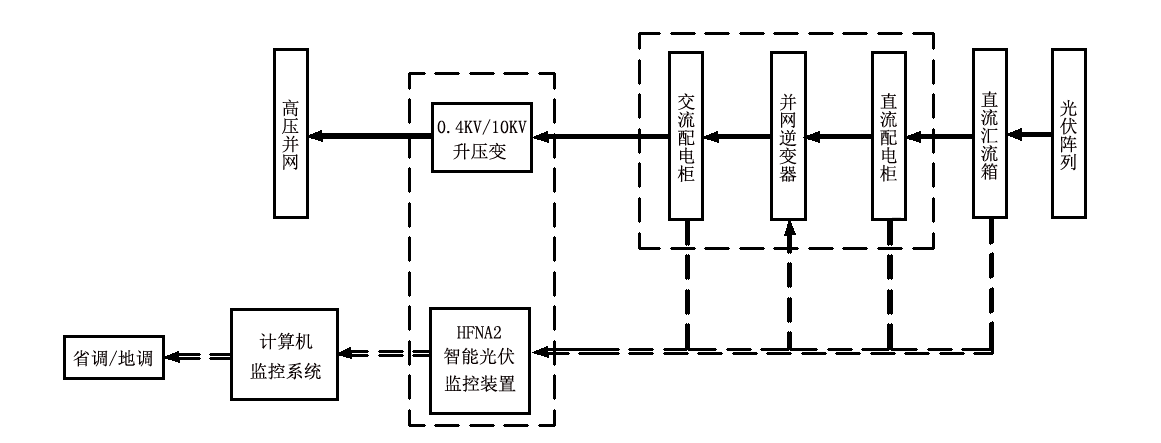 高压并网
0.4KV/10KV
升压变
交流配电柜
并网逆变器
直流配电柜
直流汇流箱
光伏阵列
省调/地调
计算机
监控系统
HFNA2
智能光伏
监控装置